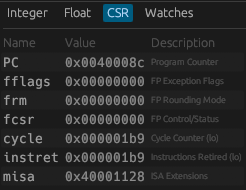 Integer Float CSR Watches
Name Value Description
PC 0x0040008c Program Counter
fflags 0x00000000 FP Exception Flags
frm 0x00000000 FP Rounding Mode
fcsr 0x00000000 FP Control/Status
cycle 0x000001b9 Cycle Counter (lo)
instret 0x000001b9 Instructions Retired (lo)
misa 0x40001128 ISA Extensions